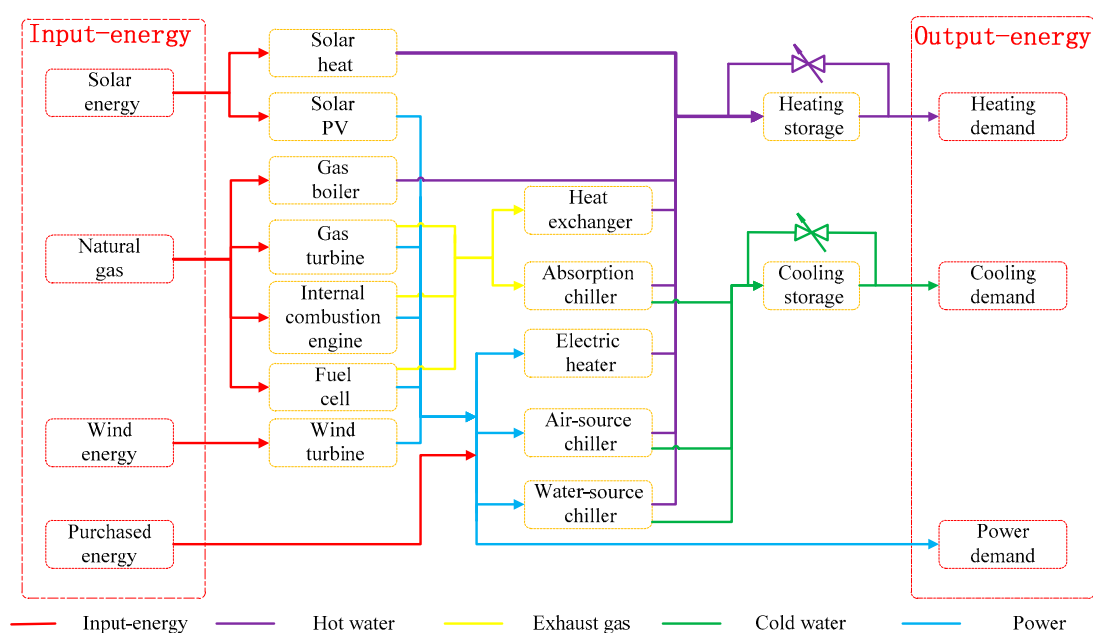 Input-energy
Solar
energy
Natural
gas
Wind
energy
Purchased
energy
Solar
heat
Solar
PV
Gas
boiler
Gas
turbine
Internal
combustion
engine
Fuel
cell
Wind
turbine
Heat
exchanger
Absorption
chiller
Electric
heater
Air-source
chiller
Water-source
chiller
Heating
storage
Cooling
storage
Output-energy
Heating
demand
Cooling
demand
Power
demand
Input-energy
Hot water
Exhaust gas
Cold water
Power